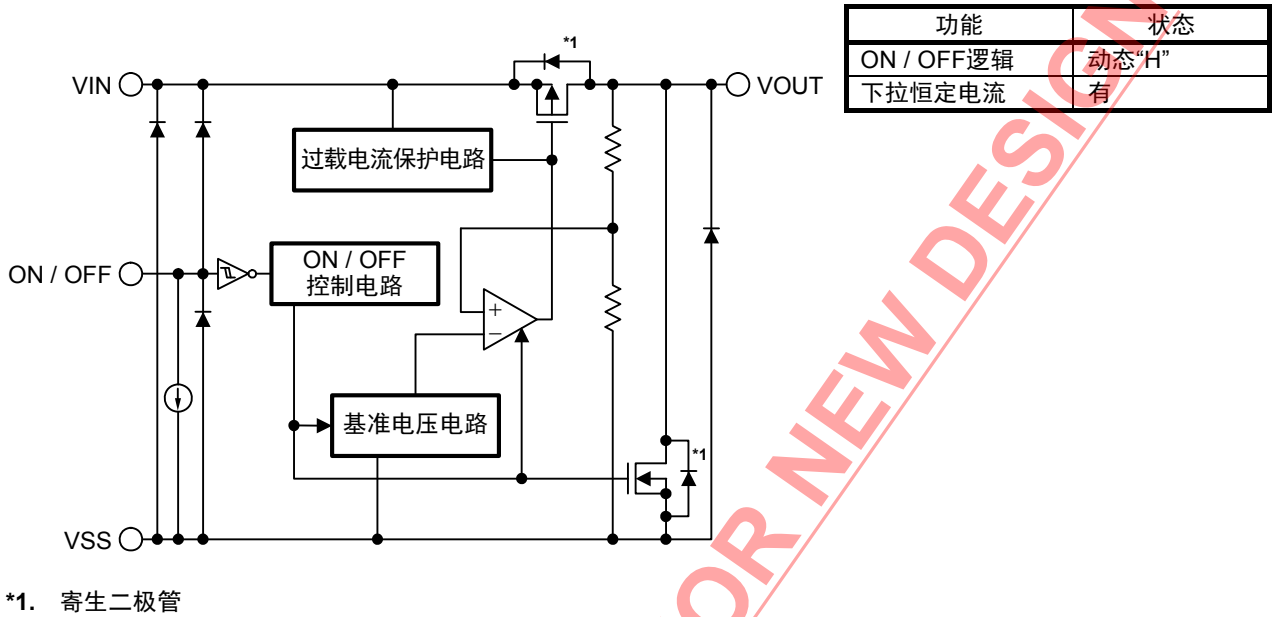 功能 状态
ON / OFF逻辑 动态“H”
下拉恒定电流 有
*1
VIN
VOUT
过载电流保护电路
ON / OFF
ON / OFF
控制电路
+
−
基准电压电路
*1
VSS
*1. 寄生二极管
OR NEW DESIGN